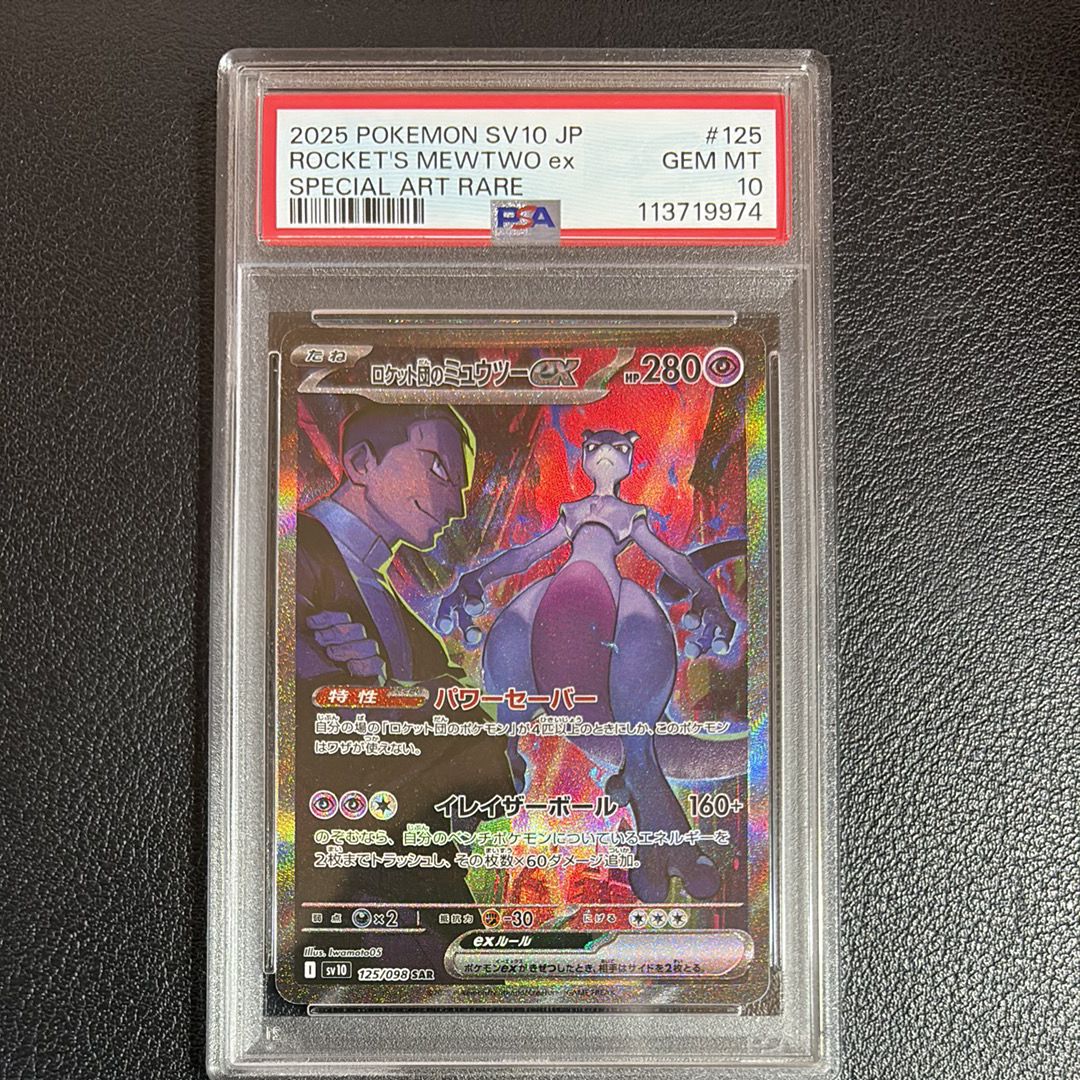 2025 POKEMON SV10 JP #125
ROCKET'S MEWTWO ex GEM MT
SPECIAL ART RARE 10
PSA 113719974
たね ロケット団のミュウツーex HP280
特性 パワーセーバー
自分の場の「ロケット団のポケモン」が4匹以上のときにしか、このポケモン
はワザが使えない。
イレイザーボール 160+
のぞむなら、自分のベンチポケモンについているエネルギーを
2枚までトラッシュし、その枚数×60ダメージ追加。
弱点 ×2 抵抗力 -30 にげる
exルール
ポケモンexがきぜつしたとき、相手はサイドを2枚とる。
Illus. Iwamoto05
I sv10 125/098 SAR